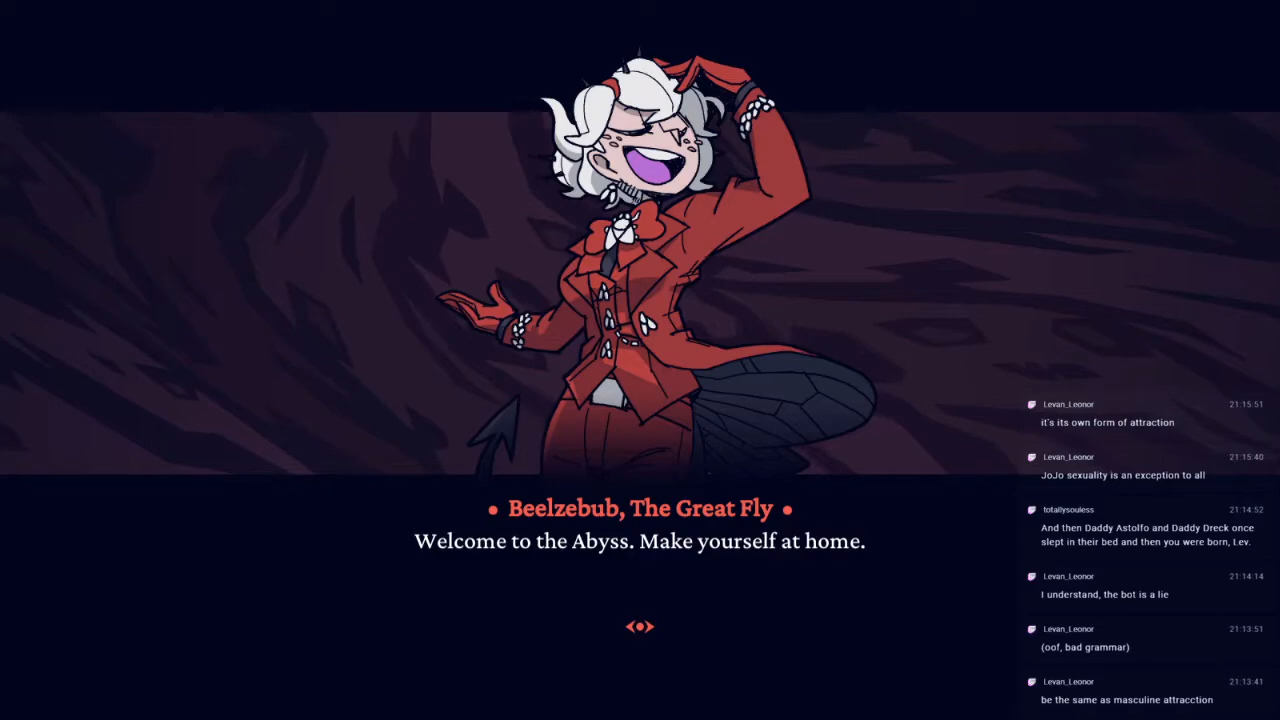 • Beelzebub, The Great Fly •
Welcome to the Abyss. Make yourself at home.
Levan_Leonor 21:15:51
it's its own form of attraction
Levan_Leonor 21:15:40
JoJo sexuality is an exception to all
totallysouless 21:14:52
And then Daddy Astolfo and Daddy Dreck once
slept in their bed and then you were born, Lev.
Levan_Leonor 21:14:14
I understand, the bot is a lie
Levan_Leonor 21:13:51
(oof, bad grammar)
Levan_Leonor 21:13:41
be the same as masculine attracction